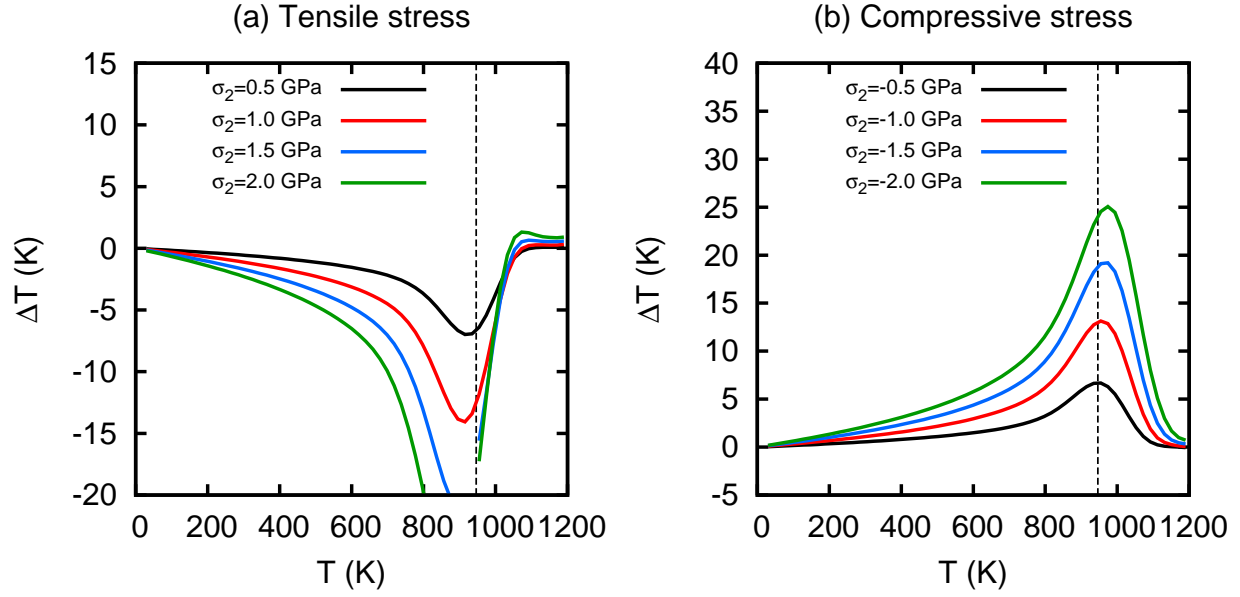 (a) Tensile stress
σ2=0.5 GPa
σ2=1.0 GPa
σ2=1.5 GPa
σ2=2.0 GPa
15
10
5
0
-5
-10
-15
-20
ΔT (K)
0 200 400 600 800 1000 1200
T (K)
(b) Compressive stress
σ2=-0.5 GPa
σ2=-1.0 GPa
σ2=-1.5 GPa
σ2=-2.0 GPa
40
35
30
25
20
15
10
5
0
-5
ΔT (K)
0 200 400 600 800 1000 1200
T (K)